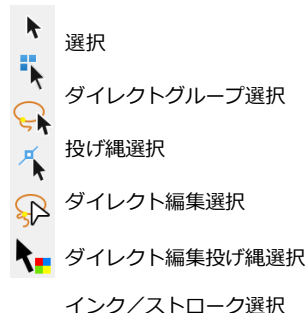 選択
ダイレクトグループ選択
投げ縄選択
ダイレクト編集選択
ダイレクト編集投げ縄選択
インク／ストローク選択